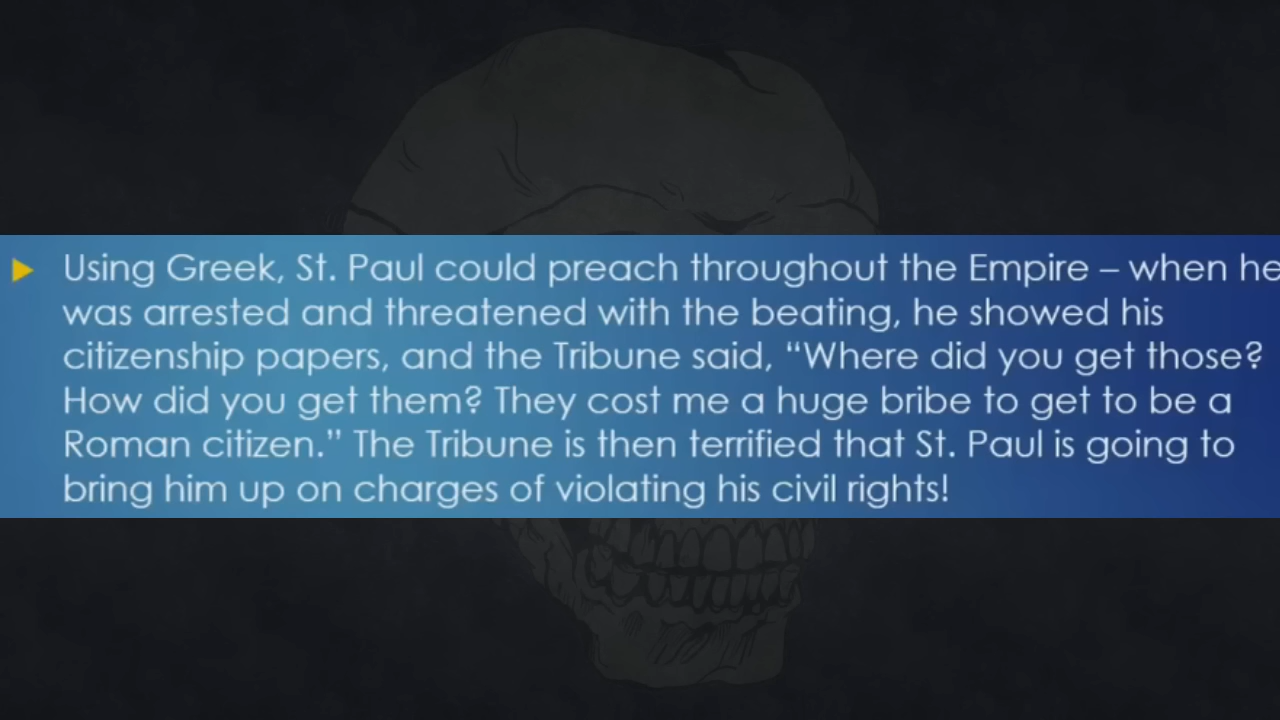 Using Greek, St. Paul could preach throughout the Empire – when he
was arrested and threatened with the beating, he showed his
citizenship papers, and the Tribune said, “Where did you get those?
How did you get them? They cost me a huge bribe to get to be a
Roman citizen.” The Tribune is then terrified that St. Paul is going to
bring him up on charges of violating his civil rights!